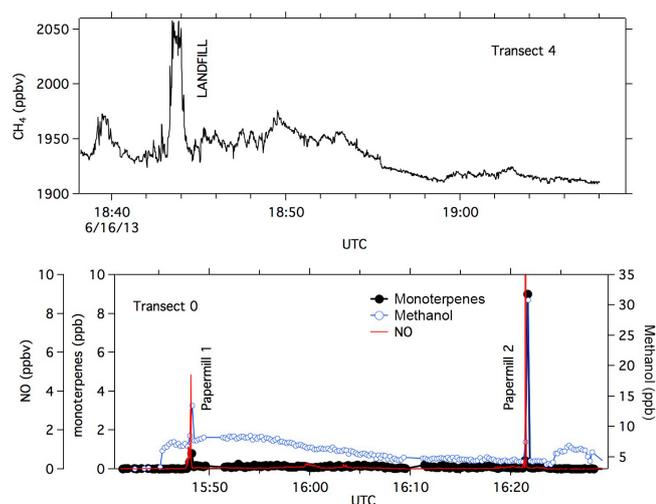 2050
2000
1950
1900
CH4 (ppbv)
LANDFILL
Transect 4
18:40
18:50
19:00
6/16/13
UTC
10
8
6
4
2
0
NO (ppbv)
10
8
6
4
2
0
monoterpenes (ppb)
Transect 0
Papermill 1
Monoterpenes
Methanol
NO
Papermill 2
35
30
25
20
15
10
5
Methanol (ppb)
15:50
16:00
16:10
16:20
UTC